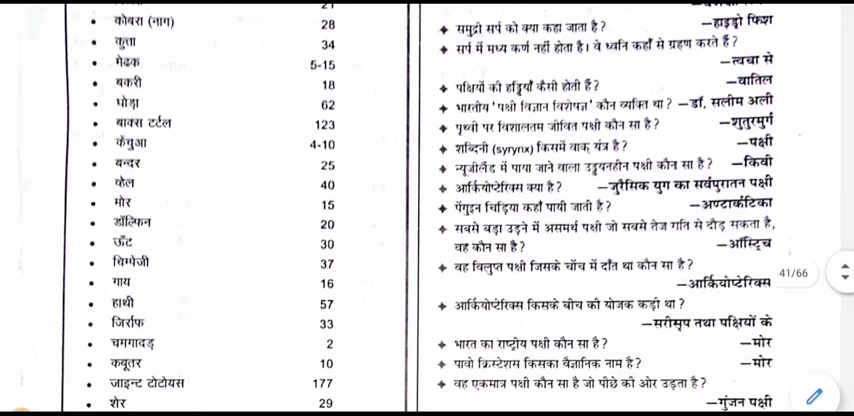 21
• कोबरा (नाग) 28
• कुत्ता 34
• मेढक 5-15
• बकरी 18
• घोड़ा 62
• बाक्स टर्टल 123
• केंचुआ 4-10
• बन्दर 25
• व्हेल 40
• मोर 15
• डॉल्फिन 20
• ऊँट 30
• चिम्पेंजी 37
• गाय 16
• हाथी 57
• जिर्राफ 33
• चमगादड़ 2
• कबूतर 10
• जाइन्ट टोटोयस 177
• शेर 29
✦ समुद्री सर्प को क्या कहा जाता है? —हाइड्रो फिश
✦ सर्प में मध्य कर्ण नहीं होता है। वे ध्वनि कहाँ से ग्रहण करते हैं?
—त्वचा से
✦ पक्षियों की हड्डियाँ कैसी होती हैं? —वातिल
✦ भारतीय 'पक्षी विज्ञान विशेषज्ञ' कौन व्यक्ति था? —डॉ. सलीम अली
✦ पृथ्वी पर विशालतम जीवित पक्षी कौन सा है? —शुतुरमुर्ग
✦ शब्दिनी (syrynx) किसमें वाक् यंत्र है? —पक्षी
✦ न्यूजीलैंड में पाया जाने वाला उड्डयनहीन पक्षी कौन सा है? —किवी
✦ आर्कियोप्टेरिक्स क्या है? —जुरैसिक युग का सर्वपुरातन पक्षी
✦ पेंगुइन चिड़िया कहाँ पायी जाती है? —अण्टार्कटिका
✦ सबसे बड़ा उड़ने में असमर्थ पक्षी जो सबसे तेज गति से दौड़ सकता है,
वह कौन सा है? —ऑस्ट्रिच
✦ वह विलुप्त पक्षी जिसके चोंच में दाँत था कौन सा है?
—आर्कियोप्टेरिक्स
✦ आर्कियोप्टेरिक्स किसके बीच की योजक कड़ी था?
—सरीसृप तथा पक्षियों के
✦ भारत का राष्ट्रीय पक्षी कौन सा है? —मोर
✦ पावो क्रिस्टेशस किसका वैज्ञानिक नाम है? —मोर
✦ वह एकमात्र पक्षी कौन सा है जो पीछे की ओर उड़ता है?
—गुंजन पक्षी
41/66